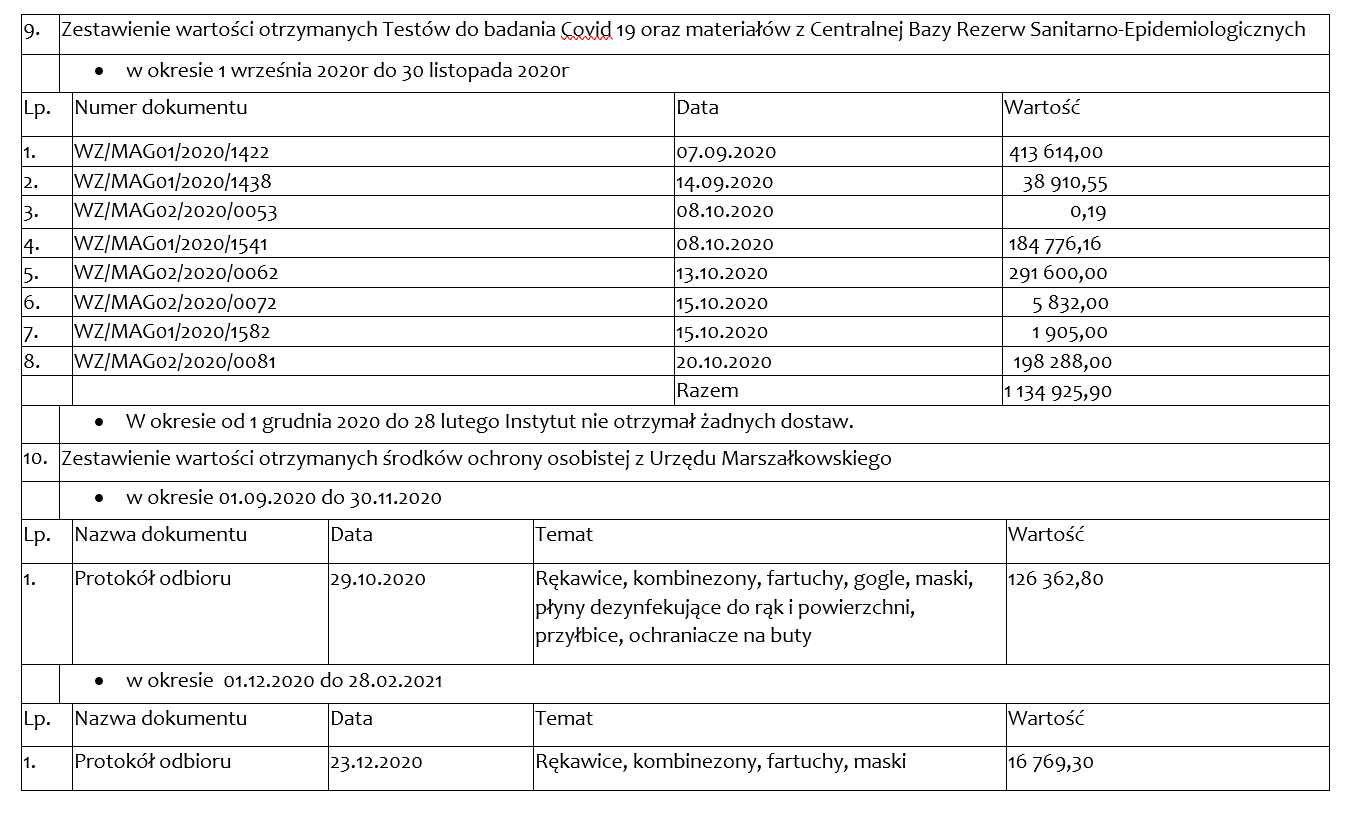 9. Zestawienie wartości otrzymanych Testów do badania Covid 19 oraz materiałów z Centralnej Bazy Rezerw Sanitarno-Epidemiologicznych
• w okresie 1 września 2020r do 30 listopada 2020r
Lp. Numer dokumentu Data Wartość
1. WZ/MAG01/2020/1422 07.09.2020 413 614,00
2. WZ/MAG01/2020/1438 14.09.2020 38 910,55
3. WZ/MAG02/2020/0053 08.10.2020 0,19
4. WZ/MAG01/2020/1541 08.10.2020 184 776,16
5. WZ/MAG02/2020/0062 13.10.2020 291 600,00
6. WZ/MAG02/2020/0072 15.10.2020 5 832,00
7. WZ/MAG01/2020/1582 15.10.2020 1 905,00
8. WZ/MAG02/2020/0081 20.10.2020 198 288,00
Razem 1 134 925,90
• W okresie od 1 grudnia 2020 do 28 lutego Instytut nie otrzymał żadnych dostaw.
10. Zestawienie wartości otrzymanych środków ochrony osobistej z Urzędu Marszałkowskiego
• w okresie 01.09.2020 do 30.11.2020
Lp. Nazwa dokumentu Data Temat Wartość
1. Protokół odbioru 29.10.2020 Rękawice, kombinezony, fartuchy, gogle, maski, 126 362,80
płyny dezynfekujące do rąk i powierzchni,
przyłbice, ochraniacze na buty
• w okresie 01.12.2020 do 28.02.2021
Lp. Nazwa dokumentu Data Temat Wartość
1. Protokół odbioru 23.12.2020 Rękawice, kombinezony, fartuchy, maski 16 769,30